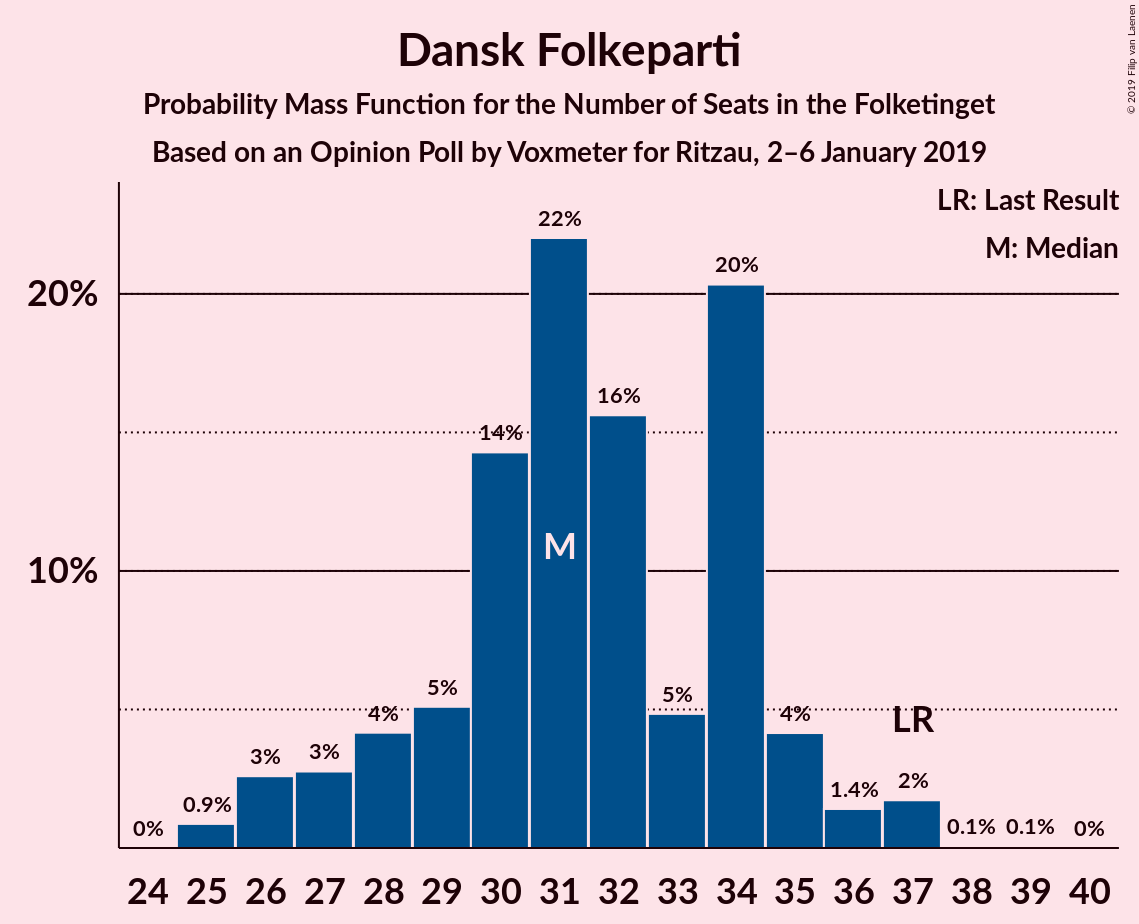 Dansk Folkeparti
Probability Mass Function for the Number of Seats in the Folketinget
Based on an Opinion Poll by Voxmeter for Ritzau, 2–6 January 2019
© 2019 Filip van Laenen
LR: Last Result
M: Median
20%
10%
0%
0.9%
3%
3%
4%
5%
14%
22%
16%
5%
20%
4%
1.4%
2%
0.1%
0.1%
0%
M
LR
24 25 26 27 28 29 30 31 32 33 34 35 36 37 38 39 40